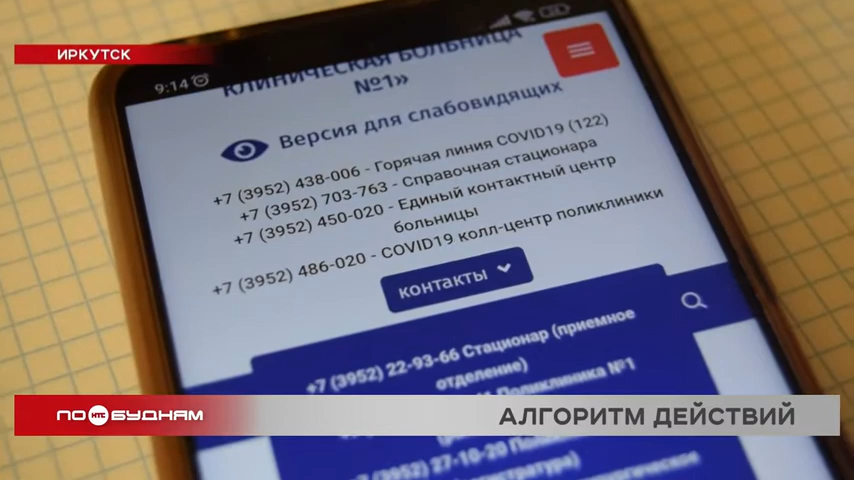 ИРКУТСК
9:14
КЛИНИЧЕСКАЯ БОЛЬНИЦА
№1»
Версия для слабовидящих
+7 (3952) 438-006 - Горячая линия COVID19 (122)
+7 (3952) 703-763 - Справочная стационара
+7 (3952) 450-020 - Единый контактный центр
больницы
+7 (3952) 486-020 - COVID19 колл-центр поликлиники
контакты
+7 (3952) 22-93-66 Стационар (приемное
отделение)
Поликлиника №1
+7 (3952) 27-10-20
ПО НТС БУДНЯМ
АЛГОРИТМ ДЕЙСТВИЙ